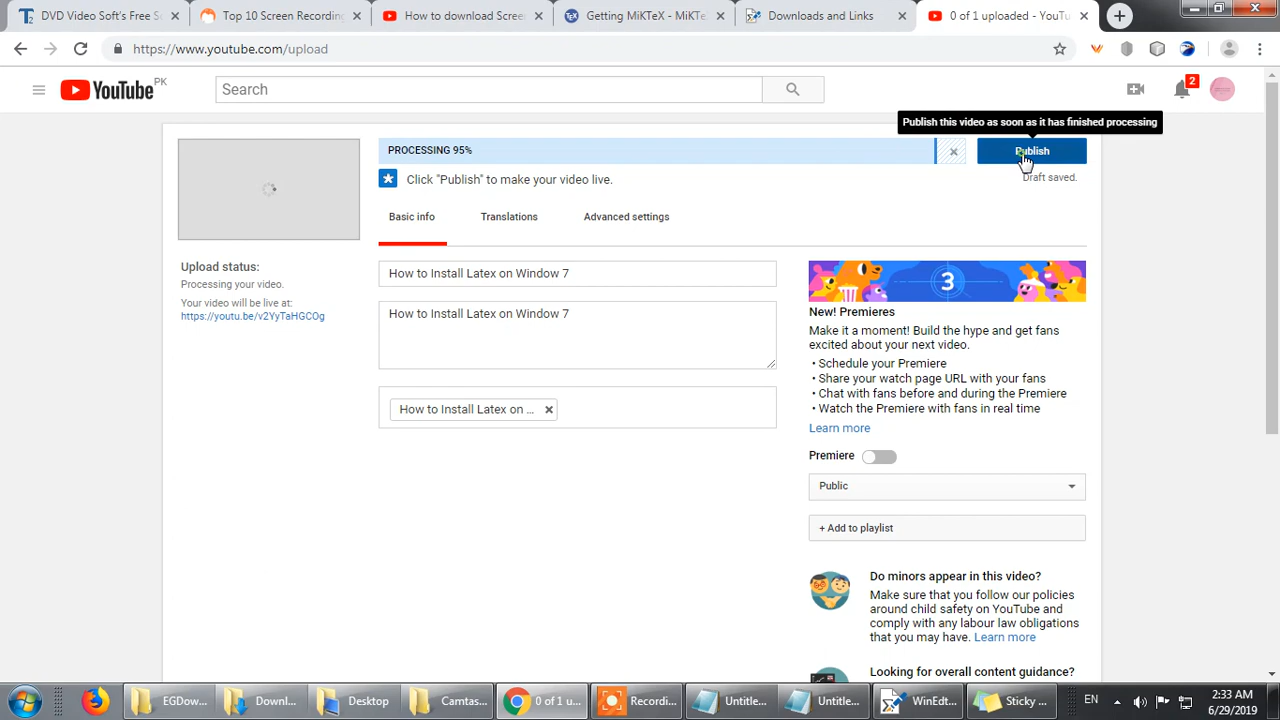 DVD Video Soft's Free S
Top 10 Screen Recording
How to download Scree
Getting MiKTeX - MiKTe
Downloads and Links
0 of 1 uploaded - YouTu
https://www.youtube.com/upload
YouTube PK
Search
2
Publish this video as soon as it has finished processing
PROCESSING 95%
Publish
Click "Publish" to make your video live.
Draft saved.
Basic info
Translations
Advanced settings
Upload status:
Processing your video.
Your video will be live at:
https://youtu.be/v2YyTaHGCOg
How to Install Latex on Window 7
How to Install Latex on Window 7
How to Install Latex on ...
3
New! Premieres
Make it a moment! Build the hype and get fans
excited about your next video.
• Schedule your Premiere
• Share your watch page URL with your fans
• Chat with fans before and during the Premiere
• Watch the Premiere with fans in real time
Learn more
Premiere
Public
+ Add to playlist
Do minors appear in this video?
Make sure that you follow our policies
around child safety on YouTube and
comply with any labour law obligations
that you may have. Learn more
Looking for overall content guidance?
EGDow...
Downl...
Desktop
Camtas...
0 of 1 u...
Recordi...
Untitle...
Untitle...
WinEdt...
Sticky ...
EN
2:33 AM
6/29/2019